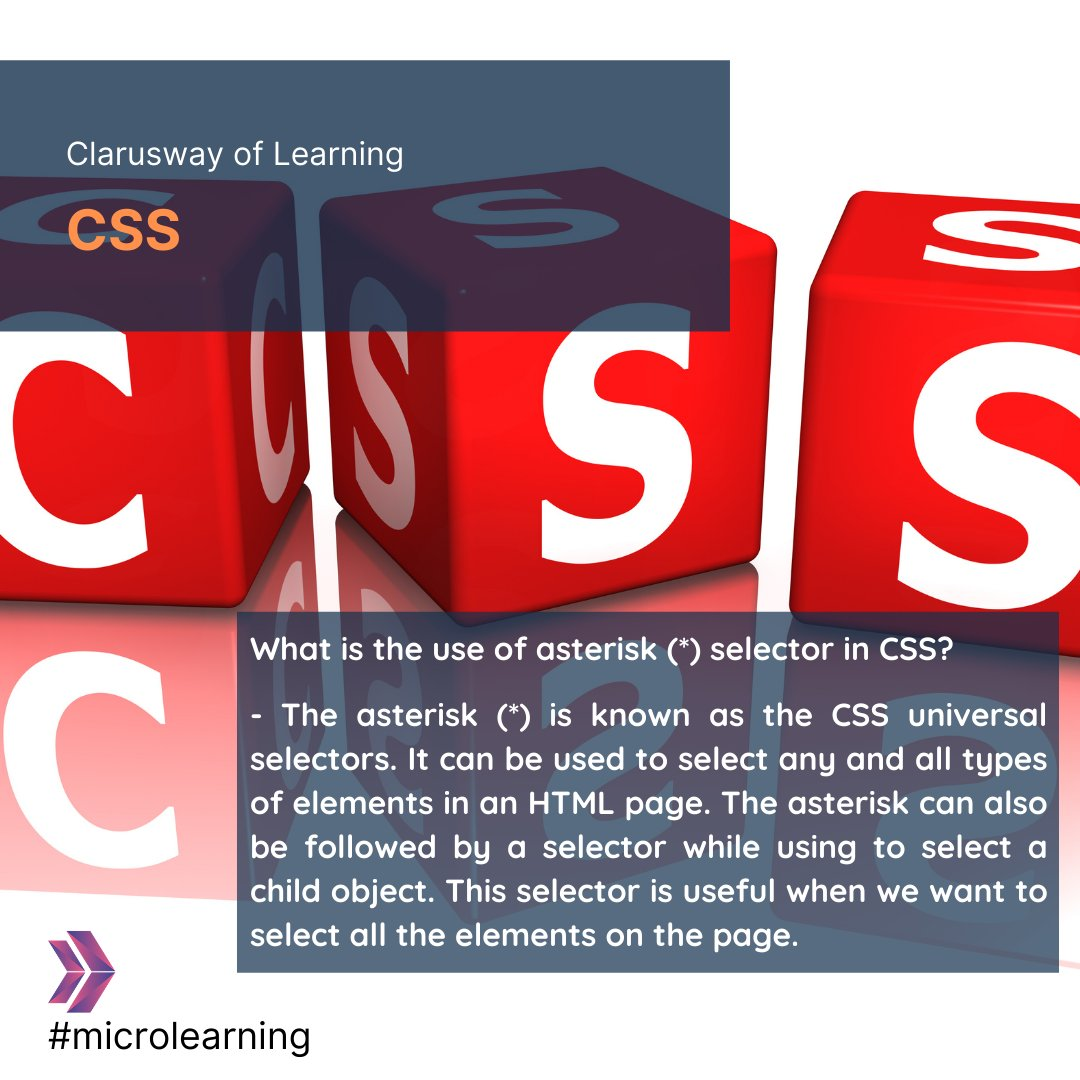 Clarusway of Learning
CSS
C S S
C C S S S
What is the use of asterisk (*) selector in CSS?
- The asterisk (*) is known as the CSS universal
selectors. It can be used to select any and all types
of elements in an HTML page. The asterisk can also
be followed by a selector while using to select a
child object. This selector is useful when we want to
select all the elements on the page.
#microlearning